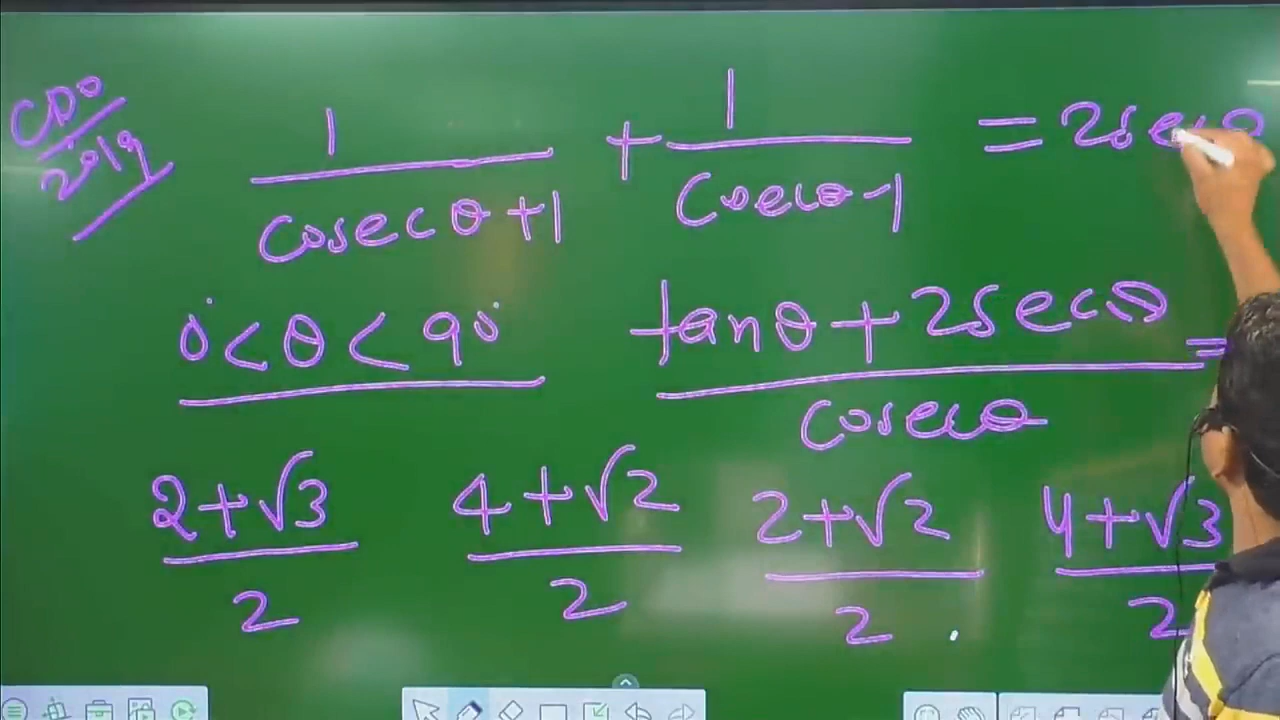 CPO
2019
1/(cosecθ+1) + 1/(cosecθ-1) = 2secθ
0° < θ < 90°
(tanθ + 2secθ)/cosecθ =
(2+√3)/2 (4+√2)/2 (2+√2)/2 (4+√3)/2